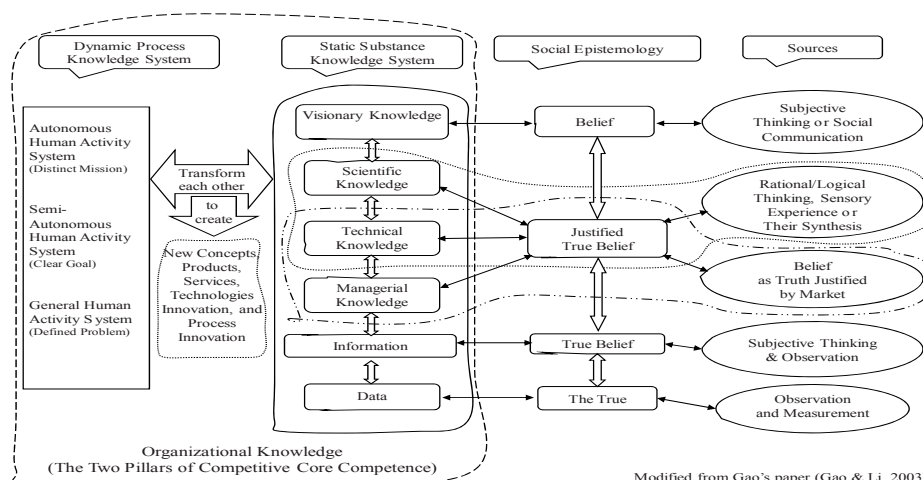 Dynamic Process
Knowledge System
Static Substance
Knowledge System
Social Epistemology
Sources
Autonomous
Human Activity
System
(Distinct Mission)
Semi-
Autonomous
Human Activity
System
(Clear Goal)
General Human
Activity System
(Defined Problem)
Transform
each other
to
create
New Concepts,
Products,
Services,
Technologies
Innovation, and
Process
Innovation
Visionary Knowledge
Scientific
Knowledge
Technical
Knowledge
Managerial
Knowledge
Information
Data
Belief
Justified
True Belief
True Belief
The True
Subjective
Thinking or Social
Communication
Rational/Logical
Thinking, Sensory
Experience or
Their Synthesis
Belief
as Truth Justified
by Market
Subjective Thinking
& Observation
Observation
and Measurement
Organizational Knowledge
(The Two Pillars of Competitive Core Competence)
Modified from Gao's paper (Gao & Li, 2003)